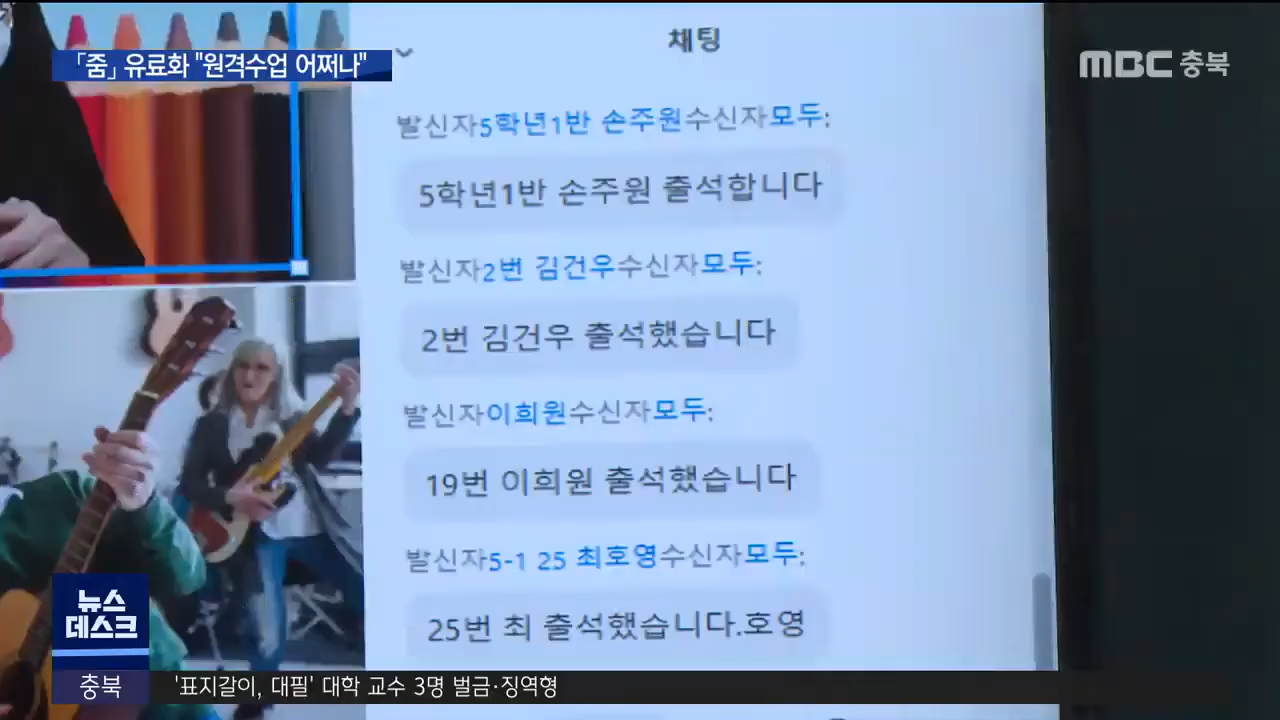 「줌」 유료화 "원격수업 어쩌나"
MBC 충북
채팅
발신자5학년1반 손주원수신자모두:
5학년1반 손주원 출석합니다
발신자2번 김건우수신자모두:
2번 김건우 출석했습니다
발신자이희원수신자모두:
19번 이희원 출석했습니다
발신자5-1 25 최호영수신자모두:
25번 최 출석했습니다.호영
뉴스
데스크
충북
'표지갈이, 대필' 대학 교수 3명 벌금·징역형